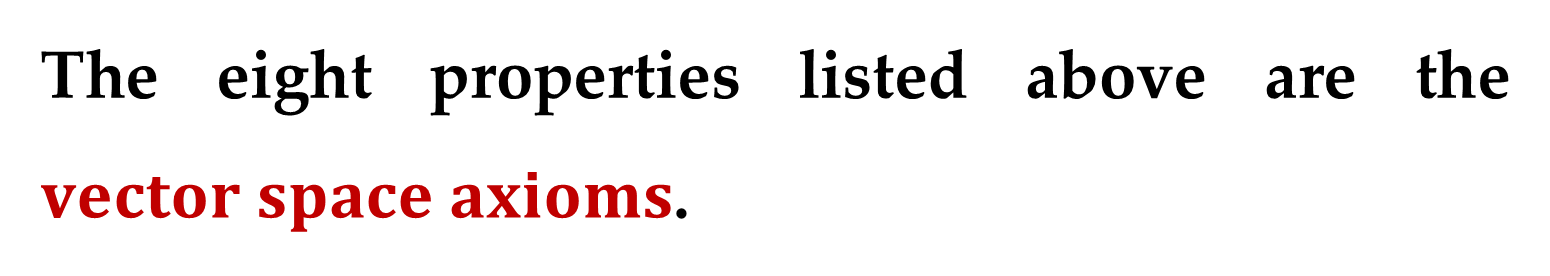 The eight properties listed above are the
vector space axioms.